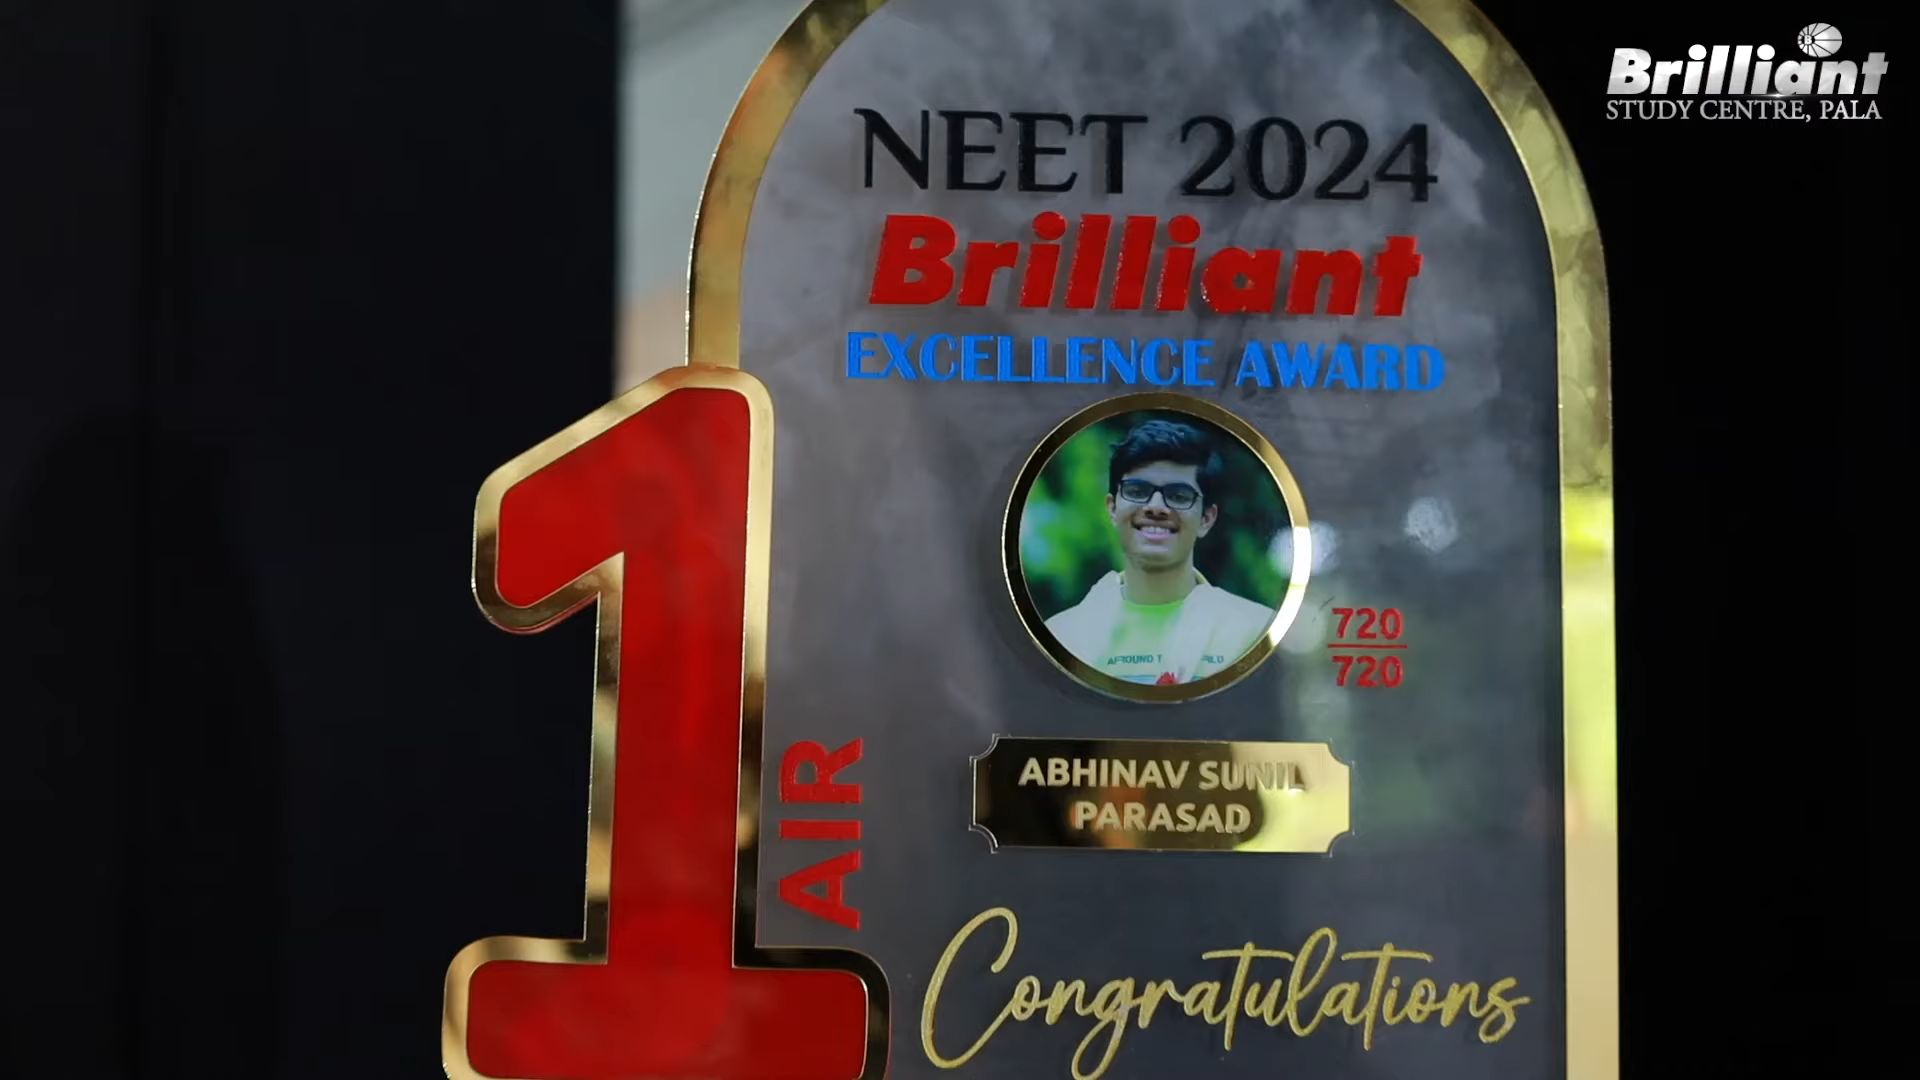 Brilliant
STUDY CENTRE, PALA
NEET 2024
Brilliant
EXCELLENCE AWARD
720
720
1
AIR
ABHINAV SUNIL
PARASAD
Congratulations